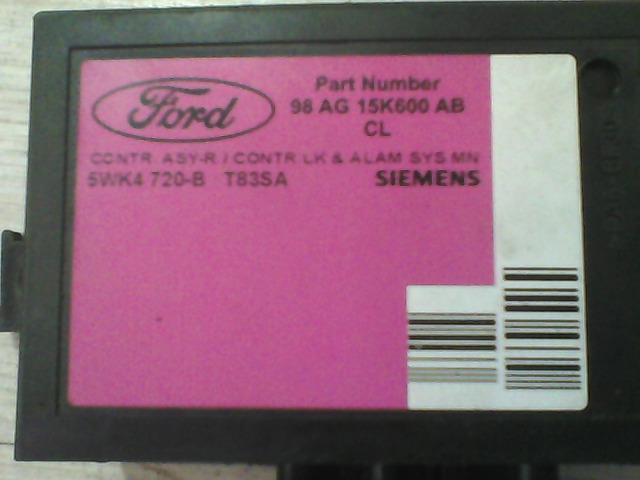 Ford
Part Number
98 AG 15K600 AB
CL
CONTR ASY-R / CONTR LK & ALAM SYS MN
5WK4 720-B T83SA SIEMENS